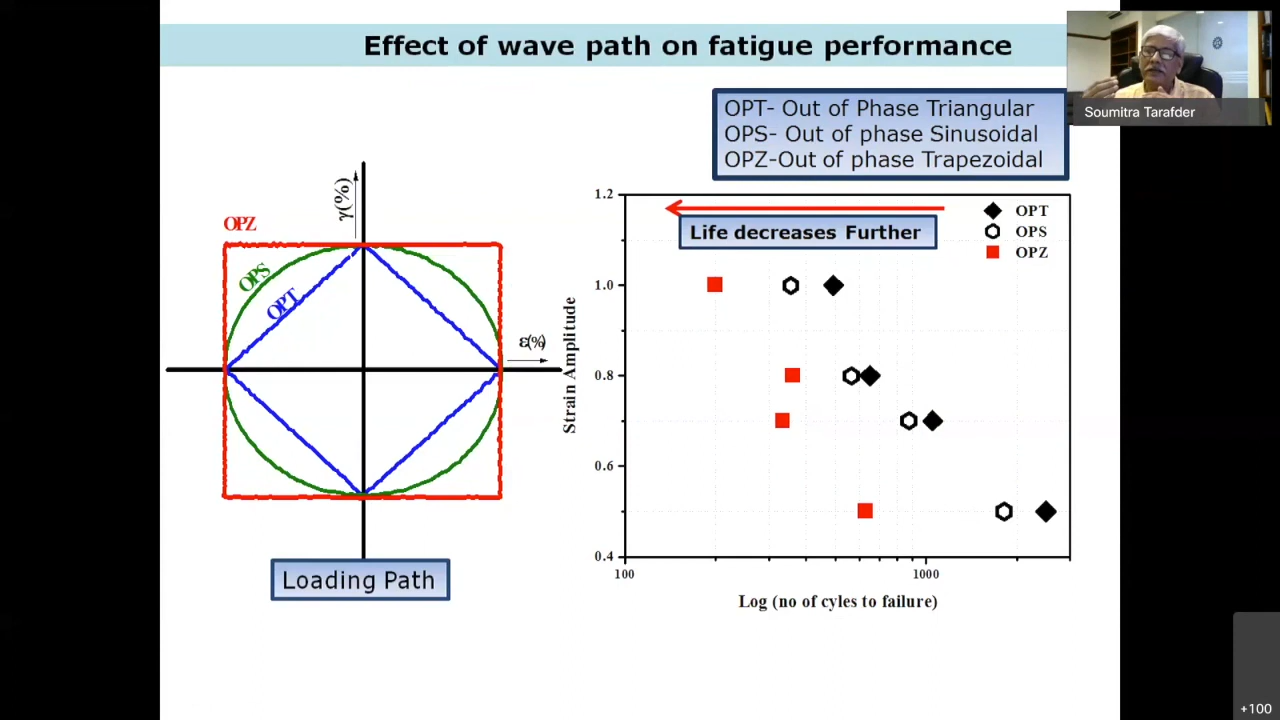 Effect of wave path on fatigue performance
Soumitra Tarafder
OPT- Out of Phase Triangular
OPS- Out of phase Sinusoidal
OPZ-Out of phase Trapezoidal
γ(%)
OPZ
OPS
OPT
ε(%)
Loading Path
1.2
1.0
0.8
0.6
0.4
Strain Amplitude
Life decreases Further
OPT
OPS
OPZ
100
1000
Log (no of cyles to failure)
+100